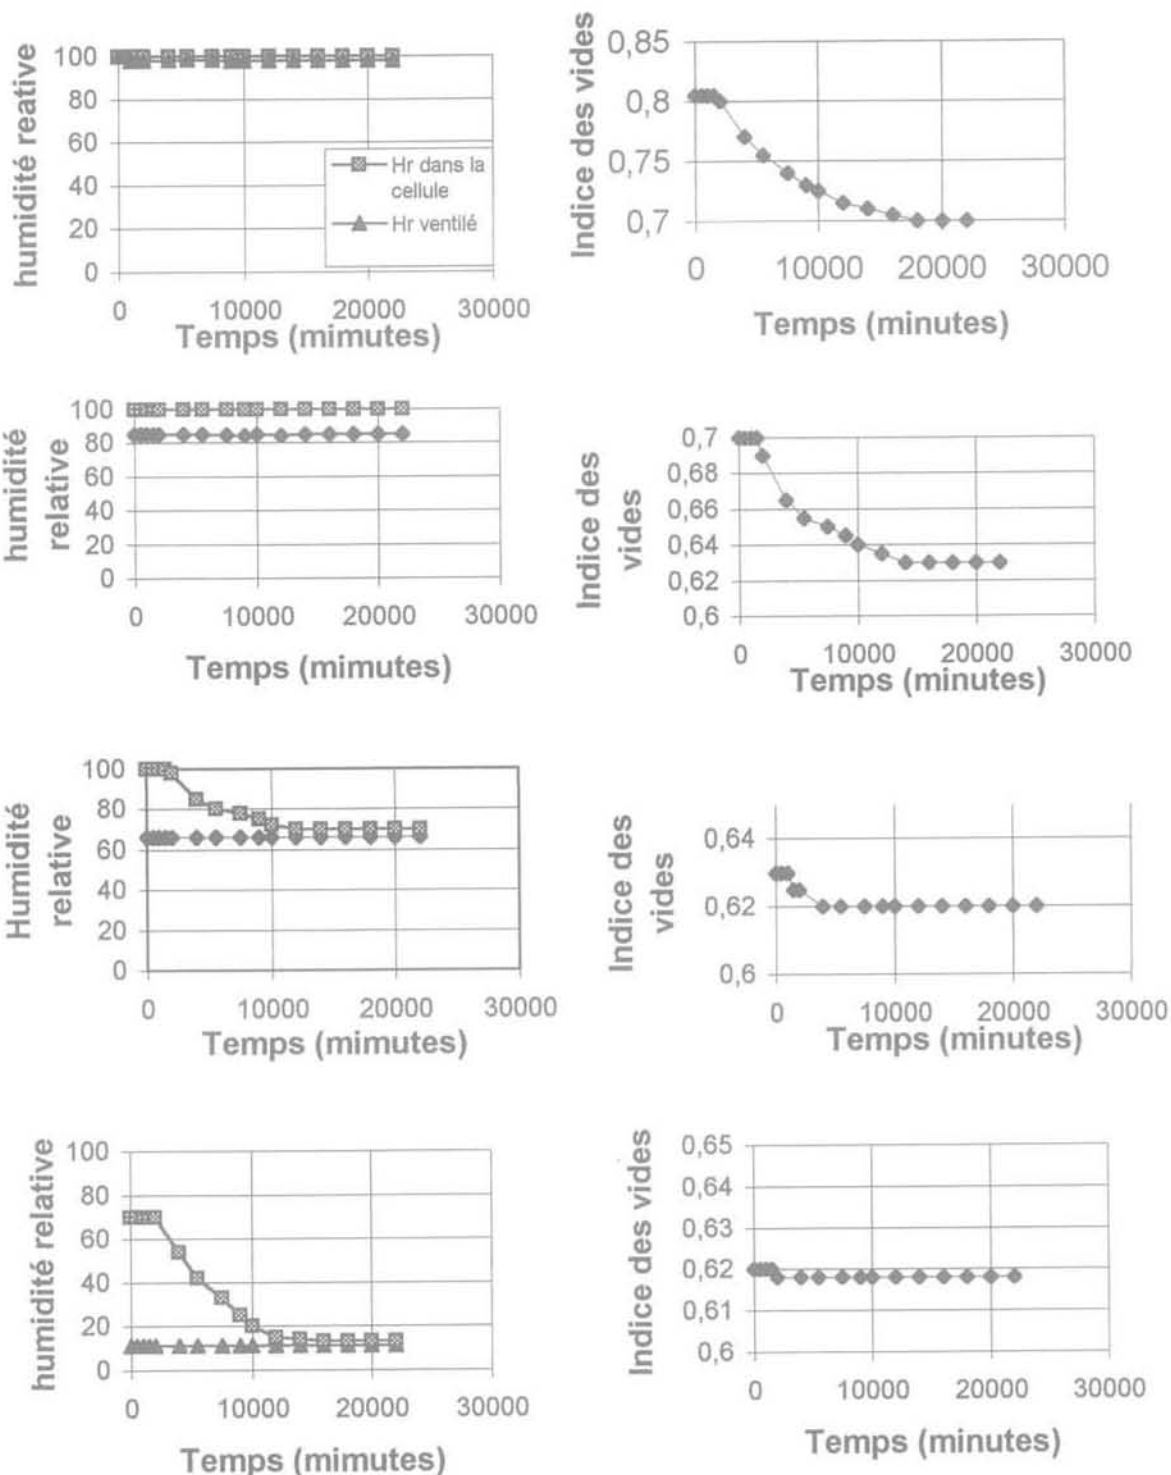 humidité reative
100
80
60
40
20
0
Hr dans la
cellule
Hr ventilé
0 10000 20000 30000
Temps (mimutes)
Indice des vides
0,85
0,8
0,75
0,7
0 10000 20000 30000
Temps (minutes)
humidité
relative
100
80
60
40
20
0
0 10000 20000 30000
Temps (mimutes)
Indice des
vides
0,7
0,68
0,66
0,64
0,62
0,6
0 10000 20000 30000
Temps (minutes)
Humidité
relative
100
80
60
40
20
0
0 10000 20000 30000
Temps (mimutes)
Indice des
vides
0,64
0,62
0,6
0 10000 20000 30000
Temps (minutes)
humidité relative
100
80
60
40
20
0
0 10000 20000 30000
Temps (mimutes)
Indice des vides
0,65
0,64
0,63
0,62
0,61
0,6
0 10000 20000 30000
Temps (minutes)